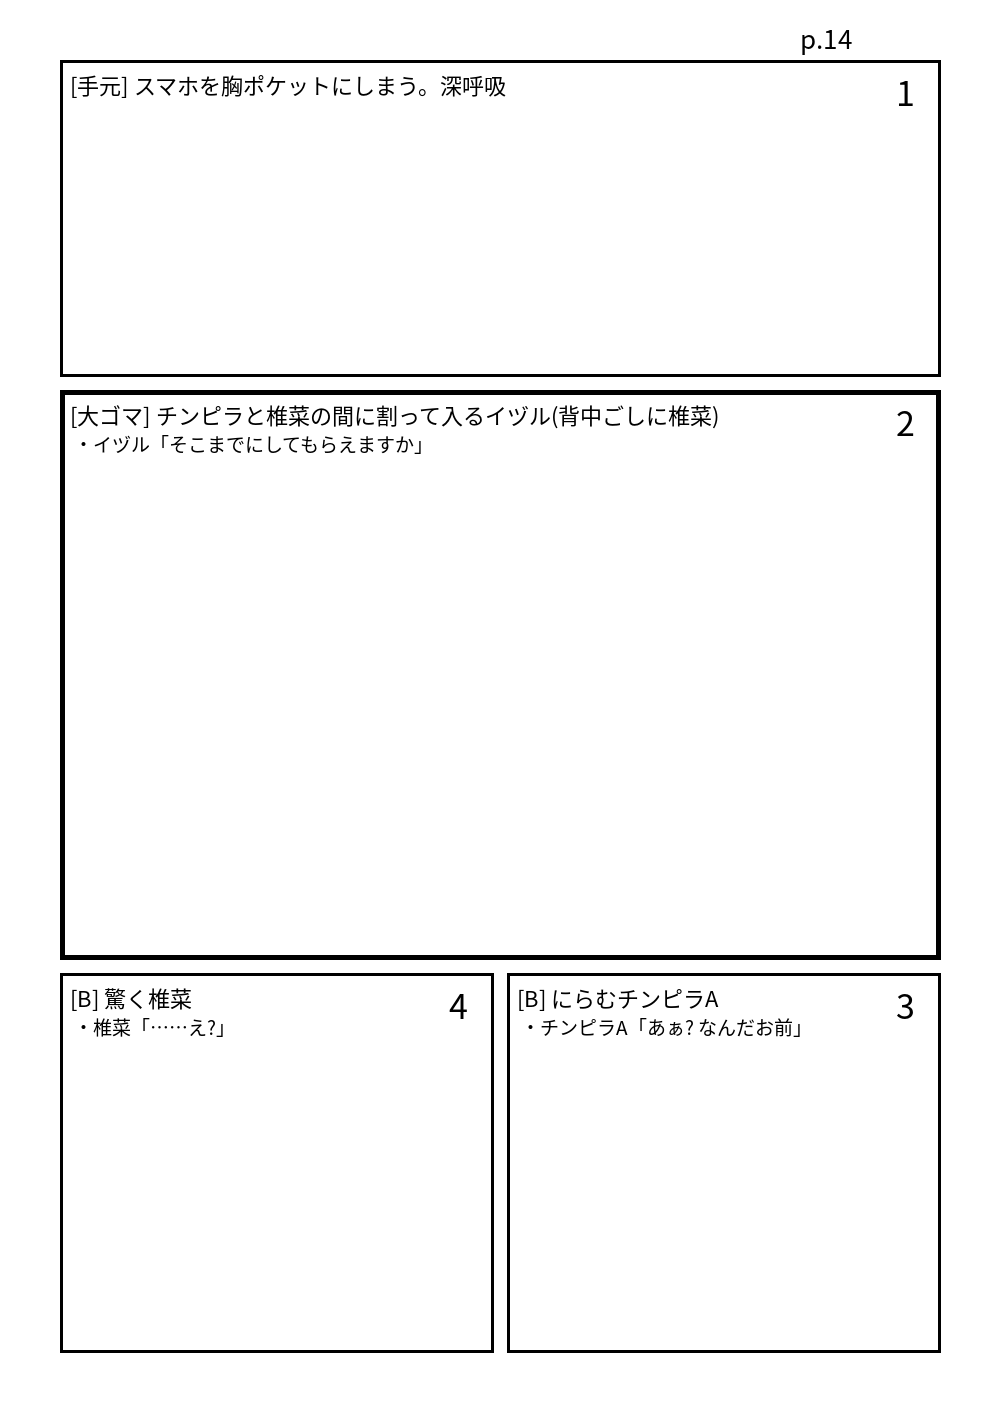 p.14
[手元] スマホを胸ポケットにしまう。深呼吸
1
[大ゴマ] チンピラと椎菜の間に割って入るイヅル(背中ごしに椎菜)
2
・イヅル「そこまでにしてもらえますか」
[B] にらむチンピラA
3
・チンピラA「あぁ? なんだお前」
[B] 驚く椎菜
4
・椎菜「……え?」